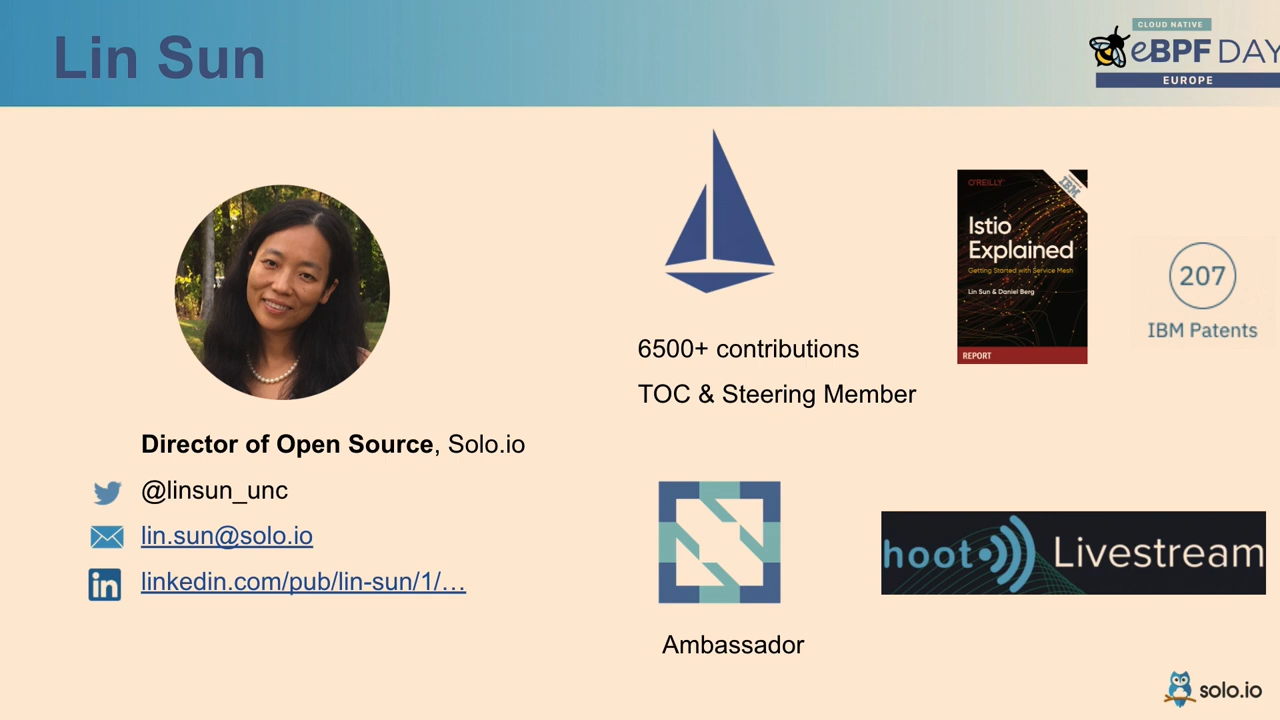 Lin Sun
CLOUD NATIVE
eBPF DAY
EUROPE
Director of Open Source, Solo.io
@linsun_unc
lin.sun@solo.io
linkedin.com/pub/lin-sun/1/…
6500+ contributions
TOC & Steering Member
O'REILLY
IBM
Istio
Explained
Getting Started with Service Mesh
Lin Sun & Daniel Berg
REPORT
207
IBM Patents
Ambassador
hoot Livestream
solo.io